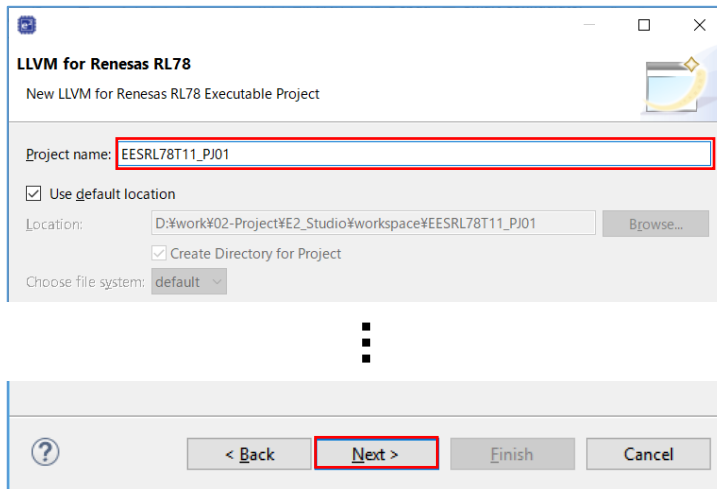 LLVM for Renesas RL78
New LLVM for Renesas RL78 Executable Project
Project name: EESRL78T11_PJ01
Use default location
Location: D:¥work¥02-Project¥E2_Studio¥workspace¥EESRL78T11_PJ01 Browse...
Create Directory for Project
Choose file system: default
< Back Next > Finish Cancel